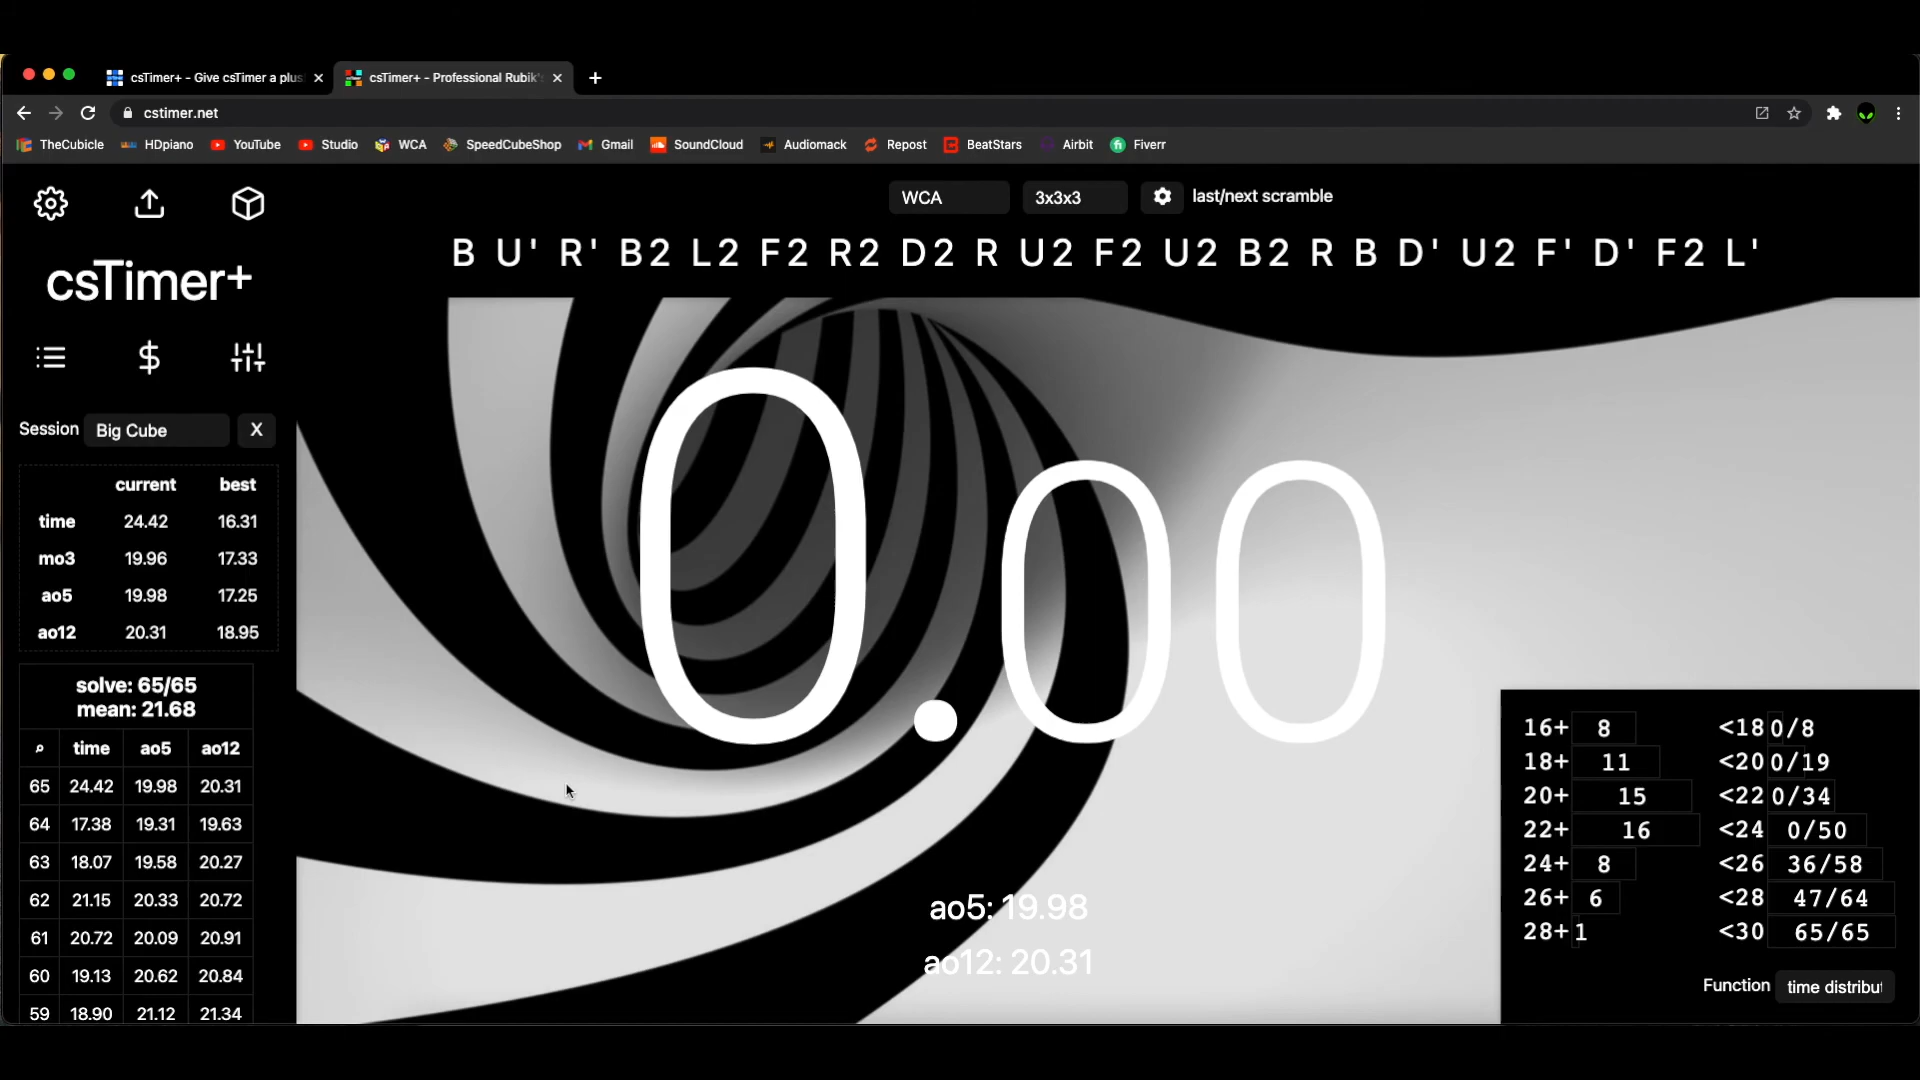 csTimer+ - Give csTimer a plus
csTimer+ - Professional Rubik's
cstimer.net
TheCubicle HDpiano YouTube Studio WCA SpeedCubeShop Gmail SoundCloud Audiomack Repost BeatStars Airbit Fiverr
WCA 3x3x3 last/next scramble
B U' R' B2 L2 F2 R2 D2 R U2 F2 U2 B2 R B D' U2 F' D' F2 L'
csTimer+
Session Big Cube X
current best
time 24.42 16.31
mo3 19.96 17.33
ao5 19.98 17.25
ao12 20.31 18.95
solve: 65/65
mean: 21.68
time ao5 ao12
65 24.42 19.98 20.31
64 17.38 19.31 19.63
63 18.07 19.58 20.27
62 21.15 20.33 20.72
61 20.72 20.09 20.91
60 19.13 20.62 20.84
59 18.90 21.12 21.34
0.00
ao5: 19.98
ao12: 20.31
16+ 8 <18 0/8
18+ 11 <20 0/19
20+ 15 <22 0/34
22+ 16 <24 0/50
24+ 8 <26 36/58
26+ 6 <28 47/64
28+ 1 <30 65/65
Function time distribut